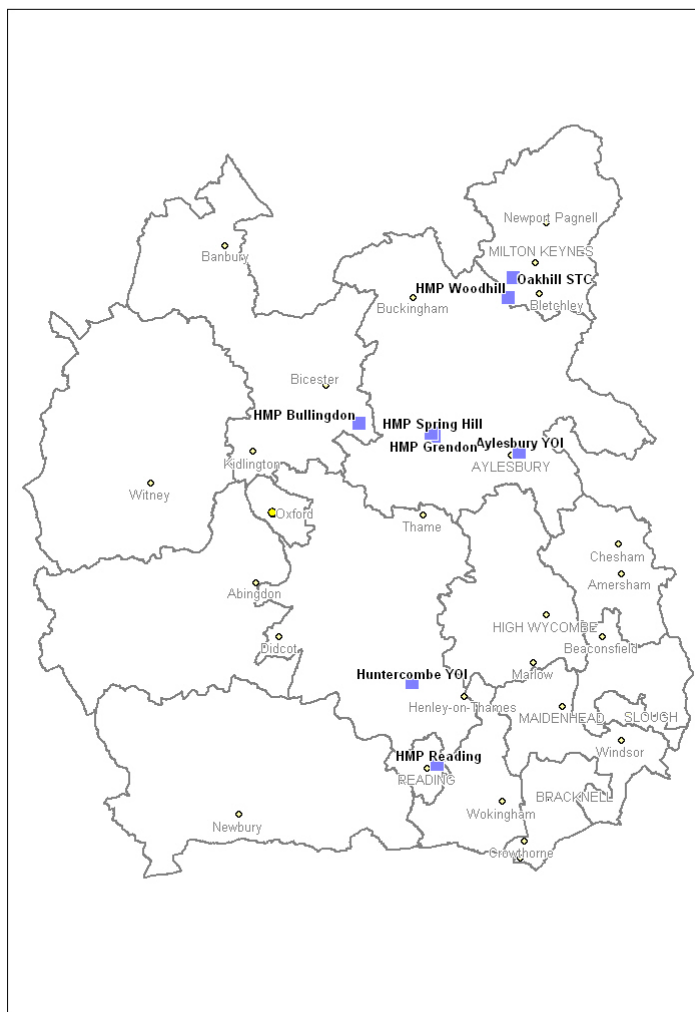 Newport Pagnell
Banbury
MILTON KEYNES
Oakhill STC
HMP Woodhill
Buckingham
Bletchley
Bicester
HMP Bullingdon
HMP Spring Hill
HMP Grendon
Aylesbury YOI
AYLESBURY
Kidlington
Witney
Oxford
Thame
Chesham
Amersham
Abingdon
HIGH WYCOMBE
Didcot
Beaconsfield
Marlow
Huntercombe YOI
Henley-on-Thames
MAIDENHEAD
SLOUGH
Windsor
HMP Reading
READING
BRACKNELL
Wokingham
Newbury
Crowthorne